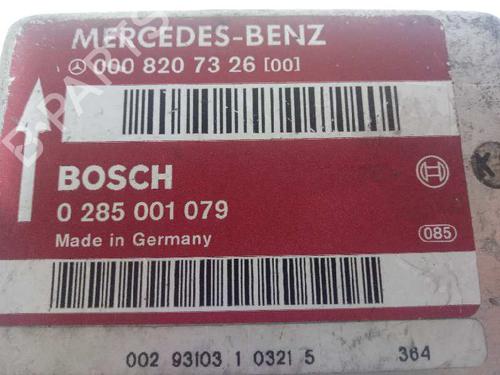 MERCEDES-BENZ
000 820 73 26 [00]
BOSCH
0 285 001 079
Made in Germany
085
K
002 93103 1 0321 5 364
B-PARTS